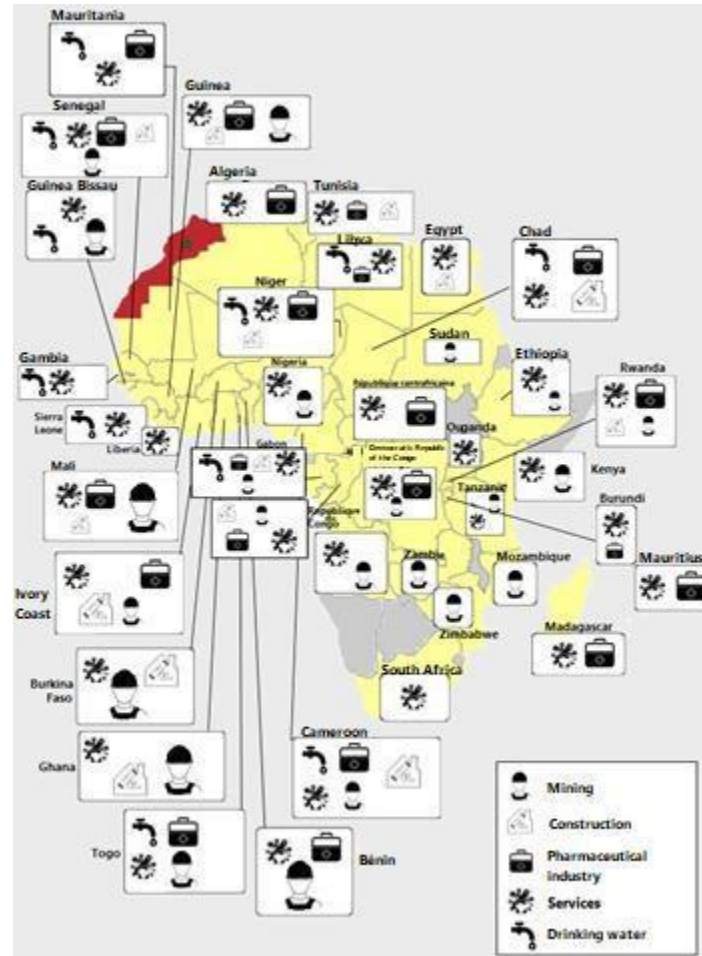 Mauritania
Guinea
Senegal
Algeria
Tunisia
Guinea Bissau
Egypt
Chad
Libya
Niger
Sudan
Gambia
Nigeria
Ethiopia
Rwanda
République centrafricaine
Sierra
Leone
Liberia
Ouganda
Gabon
Democratic Republic
of the Congo
Mali
Kenya
Tanzanie
Republique
Congo
Burundi
Zambie
Mozambique
Mauritius
Ivory
Coast
Zimbabwe
Madagascar
Burkina
Faso
South Africa
Ghana
Cameroon
Togo
Bénin
Mining
Construction
Pharmaceutical
industry
Services
Drinking water